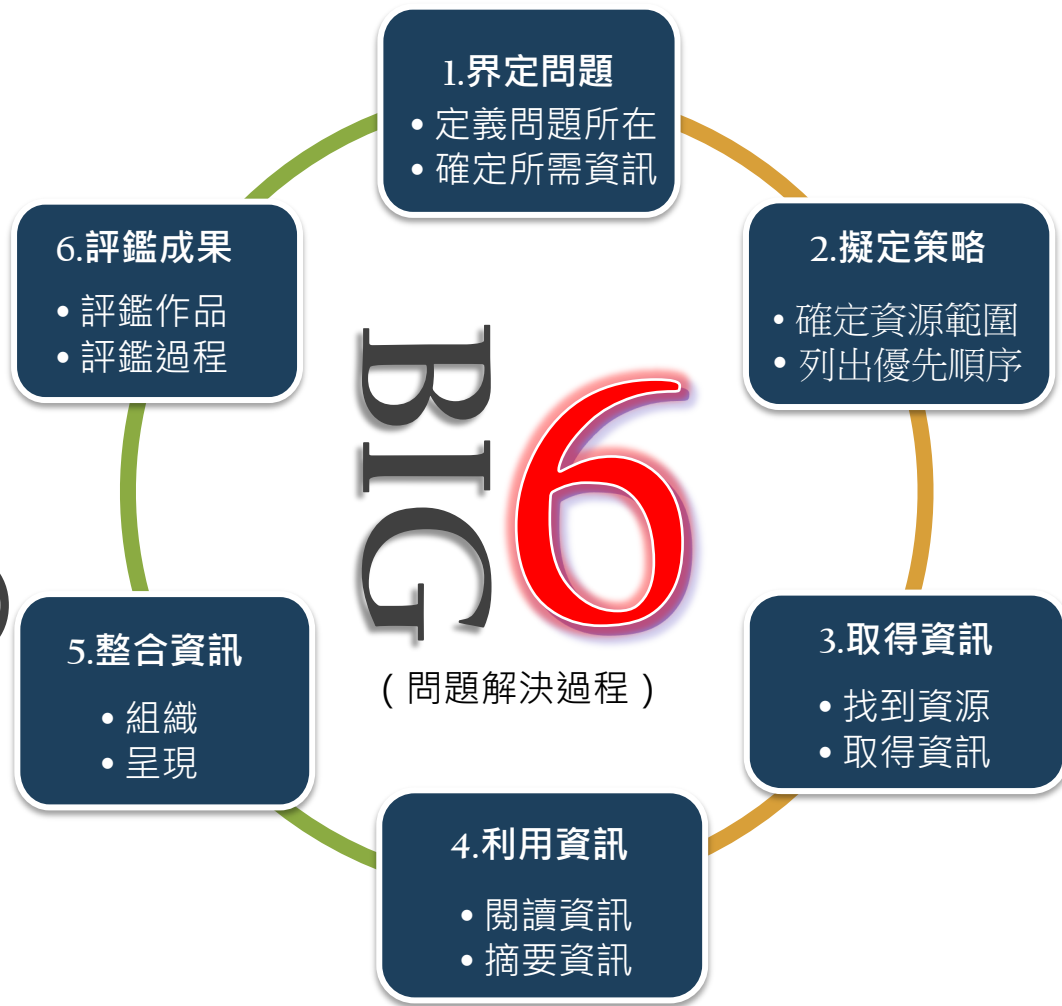 1.界定問題
• 定義問題所在
• 確定所需資訊
2.擬定策略
• 確定資源範圍
• 列出優先順序
3.取得資訊
• 找到資源
• 取得資訊
4.利用資訊
• 閱讀資訊
• 摘要資訊
5.整合資訊
• 組織
• 呈現
6.評鑑成果
• 評鑑作品
• 評鑑過程
BIG
6
(問題解決過程)